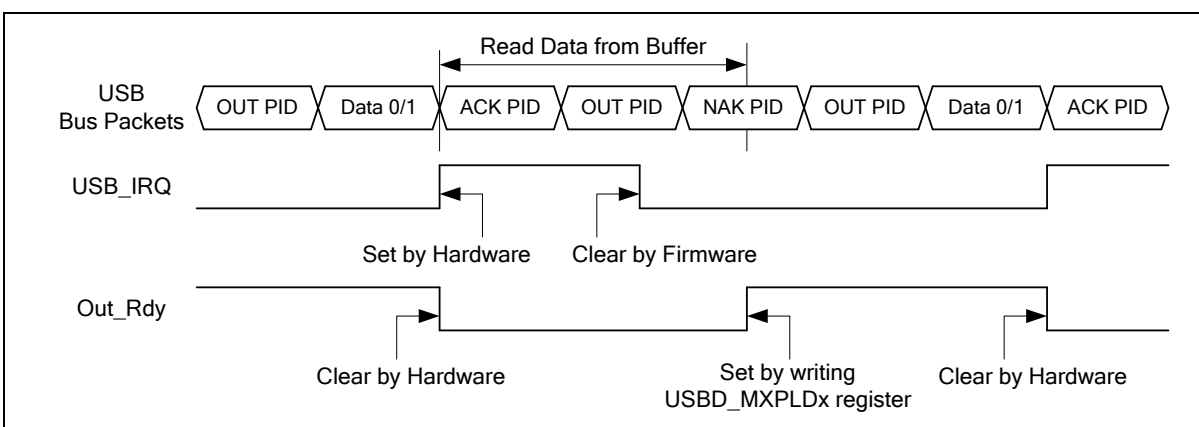 Read Data from Buffer
USB
Bus Packets
OUT PID
Data 0/1
ACK PID
OUT PID
NAK PID
OUT PID
Data 0/1
ACK PID
USB_IRQ
Set by Hardware
Clear by Firmware
Out_Rdy
Clear by Hardware
Set by writing
USBD_MXPLDx register
Clear by Hardware